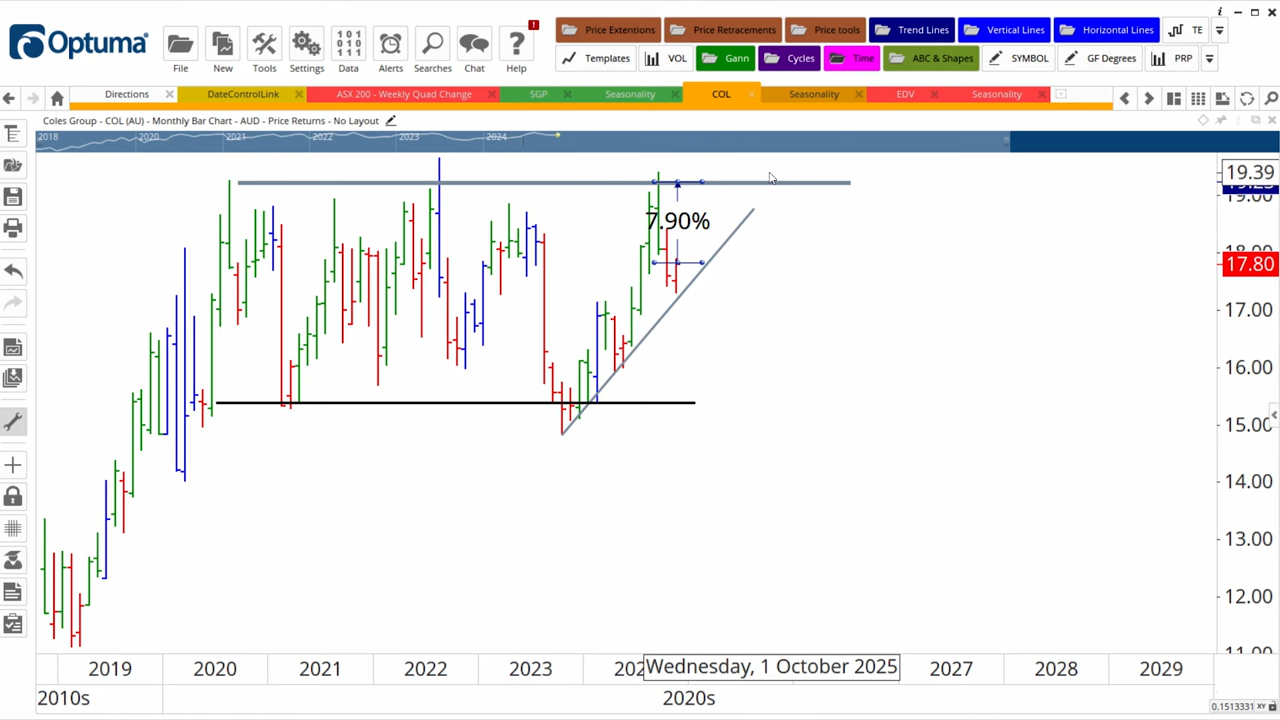 Optuma
File
New
Tools
Settings
Data
Alerts
Searches
Chat
Help
Price Extentions
Price Retracements
Price tools
Trend Lines
Vertical Lines
Horizontal Lines
TE
Templates
VOL
Gann
Cycles
Time
ABC & Shapes
SYMBOL
GF Degrees
PRP
Directions
DateControlLink
ASX 200 - Weekly Quad Change
SGP
Seasonality
COL
Seasonality
EDV
Seasonality
Coles Group - COL (AU) - Monthly Bar Chart - AUD - Price Returns - No Layout
2018
2020
2021
2022
2023
2024
19.39
19.00
7.90%
17.80
17.00
16.00
15.00
14.00
13.00
12.00
2019
2020
2021
2022
2023
Wednesday, 1 October 2025
2027
2028
2029
2010s
2020s
0.1513331 XY